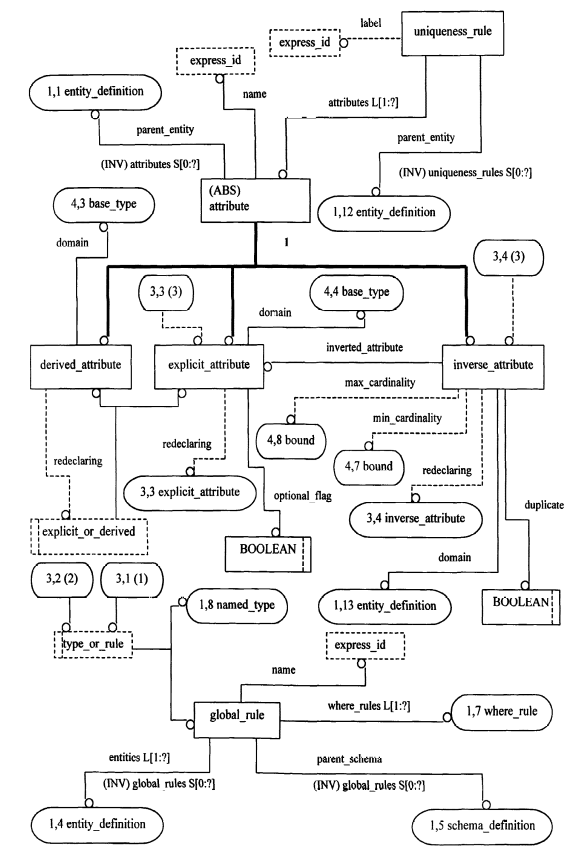 label
uniqueness_rule
express_id
express_id
name
1,1 entity_definition
attributes L[1:?]
parent_entity
parent_entity
(INV) attributes S[0:?]
(INV) uniqueness_rules S[0:?]
(ABS)
attribute
4,3 base_type
1,12 entity_definition
domain
1
3,4 (3)
3,3 (3)
4,4 base_type
domain
derived_attribute
explicit_attribute
inverted_attribute
inverse_attribute
max_cardinality
min_cardinality
4,8 bound
redeclaring
4,7 bound
redeclaring
redeclaring
3,3 explicit_attribute
optional_flag
3,4 inverse_attribute
duplicate
explicit_or_derived
BOOLEAN
domain
3,2 (2)
3,1 (1)
1,8 named_type
1,13 entity_definition
BOOLEAN
type_or_rule
express_id
name
global_rule
where_rules L[1:?]
1,7 where_rule
entitics L[1:?]
parent_schema
(INV) global_rules S[0:?]
(INV) global_rules S[0:?]
1,4 entity_definition
1,5 schema_definition